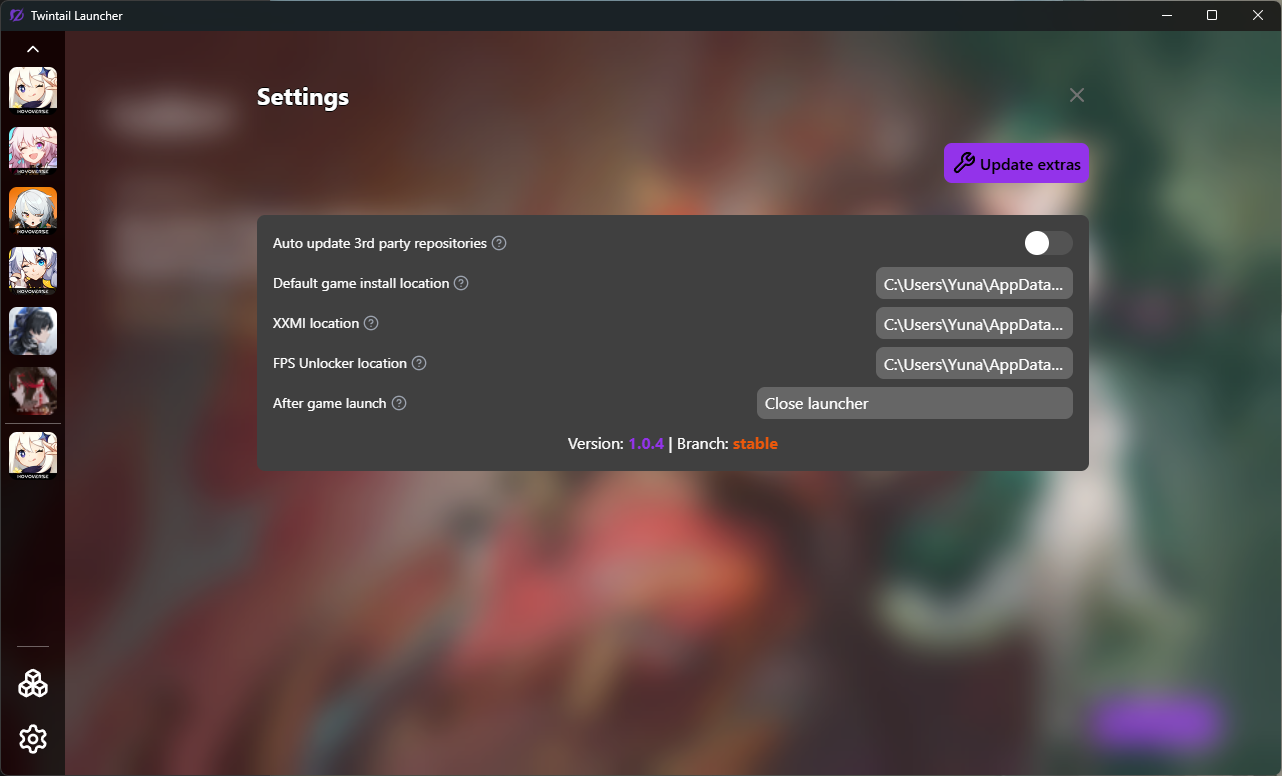 Twintail Launcher
HOYOVERSE
HOYOVERSE
HOYOVERSE
HOYOVERSE
HOYOVERSE
Settings
Update extras
Auto update 3rd party repositories ?
Default game install location ? C:\Users\Yuna\AppData...
XXMI location ? C:\Users\Yuna\AppData...
FPS Unlocker location ? C:\Users\Yuna\AppData...
After game launch ? Close launcher
Version: 1.0.4 | Branch: stable